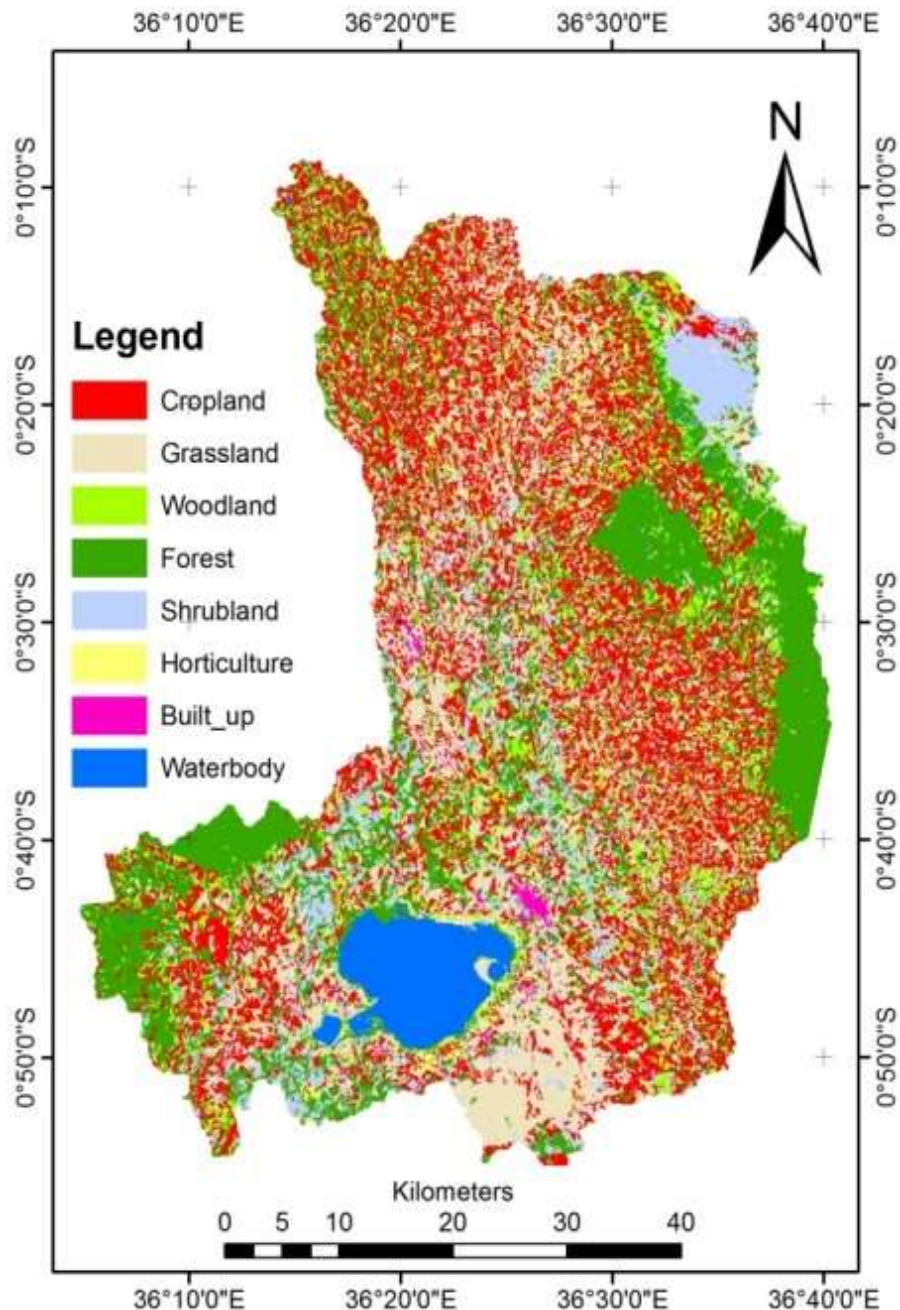 36°10'0"E 36°20'0"E 36°30'0"E 36°40'0"E
N
0°10'0"S 0°10'0"S
Legend
Cropland
0°20'0"S 0°20'0"S
Grassland
Woodland
Forest
Shrubland
0°30'0"S 0°30'0"S
Horticulture
Built_up
Waterbody
0°40'0"S 0°40'0"S
0°50'0"S 0°50'0"S
Kilometers
0 5 10 20 30 40
36°10'0"E 36°20'0"E 36°30'0"E 36°40'0"E